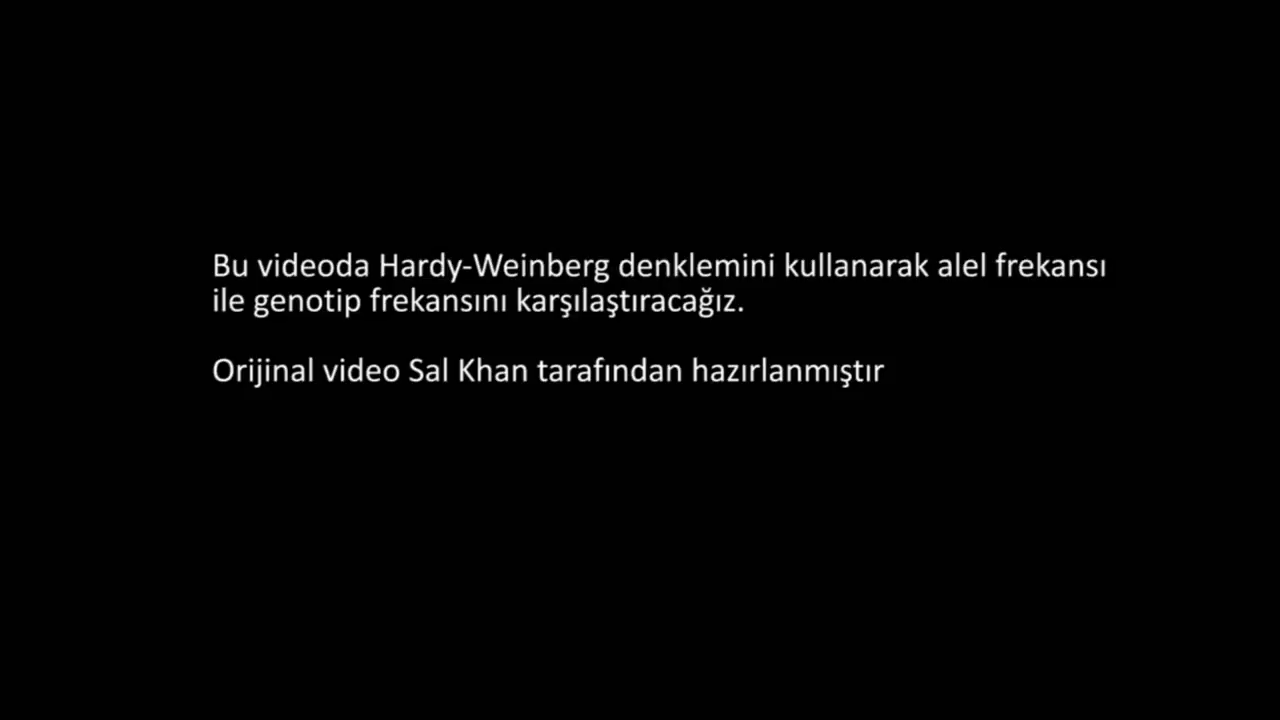 Bu videoda Hardy-Weinberg denklemini kullanarak alel frekansı
ile genotip frekansını karşılaştıracağız.
Orijinal video Sal Khan tarafından hazırlanmıştır